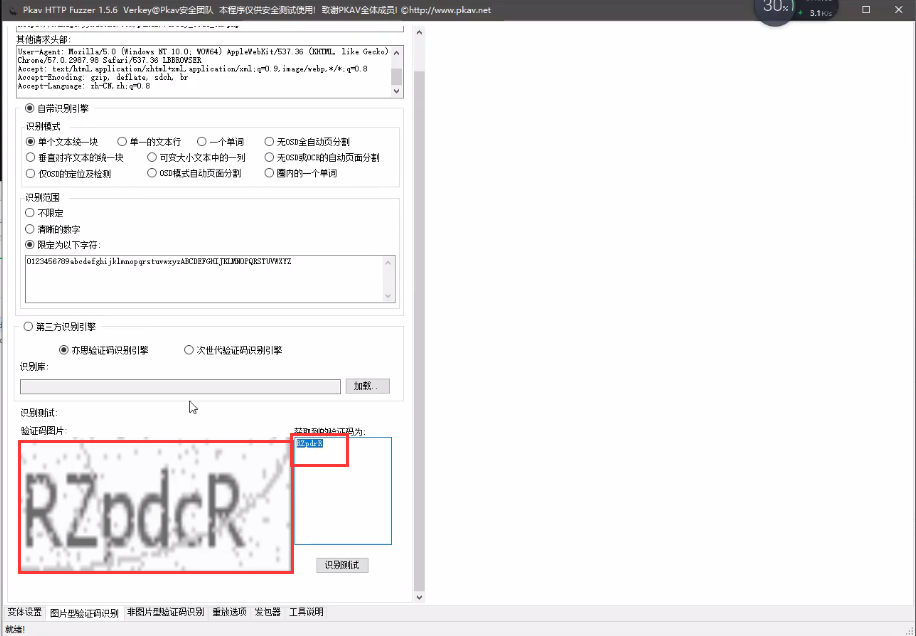 Pkav HTTP Fuzzer 1.5.6 Verkey@Pkav安全团队 本程序仅供安全测试使用! 致谢PKAV全体成员! ©http://www.pkav.net
30%
5.1K/s
其他请求头部:
User-Agent: Mozilla/5.0 (Windows NT 10.0; WOW64) AppleWebKit/537.36 (KHTML, like Gecko)
Chrome/57.0.2987.98 Safari/537.36 LBBROWSER
Accept: text/html,application/xhtml+xml,application/xml;q=0.9,image/webp,*/*;q=0.8
Accept-Encoding: gzip, deflate, sdch, br
Accept-Language: zh-CN,zh;q=0.8
自带识别引擎
识别模式
单个文本统一块 单一的文本行 一个单词 无OSD全自动页分割
垂直对齐文本的统一块 可变大小文本中的一列 无OSD或OCR的自动页面分割
仅OSD的定位及检测 OSD模式自动页面分割 圈内的一个单词
识别范围
不限定
清晰的数字
限定为以下字符:
0123456789abcdefghijklmnopqrstuvwxyzABCDEFGHIJKLMNOPQRSTUVWXYZ
第三方识别引擎
亦思验证码识别引擎 次世代验证码识别引擎
识别库:
加载..
识别测试:
验证码图片: 获取到的验证码为:
RZpdcR
RZpdcR
识别测试
变体设置 图片型验证码识别 非图片型验证码识别 重放选项 发包器 工具说明
就绪!